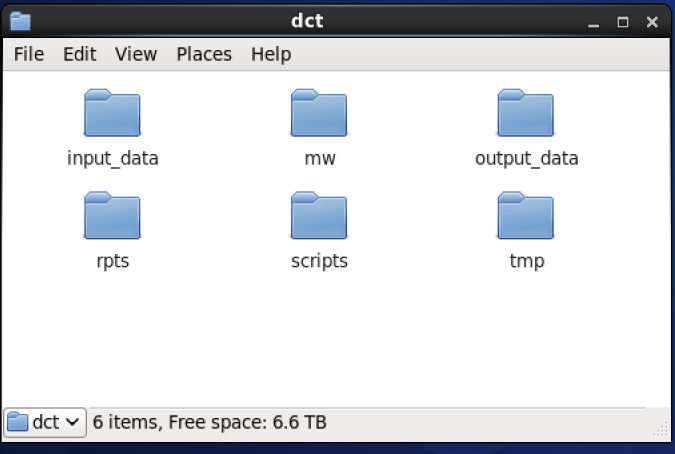 dct
File Edit View Places Help
input_data mw output_data
rpts scripts tmp
dct 6 items, Free space: 6.6 TB